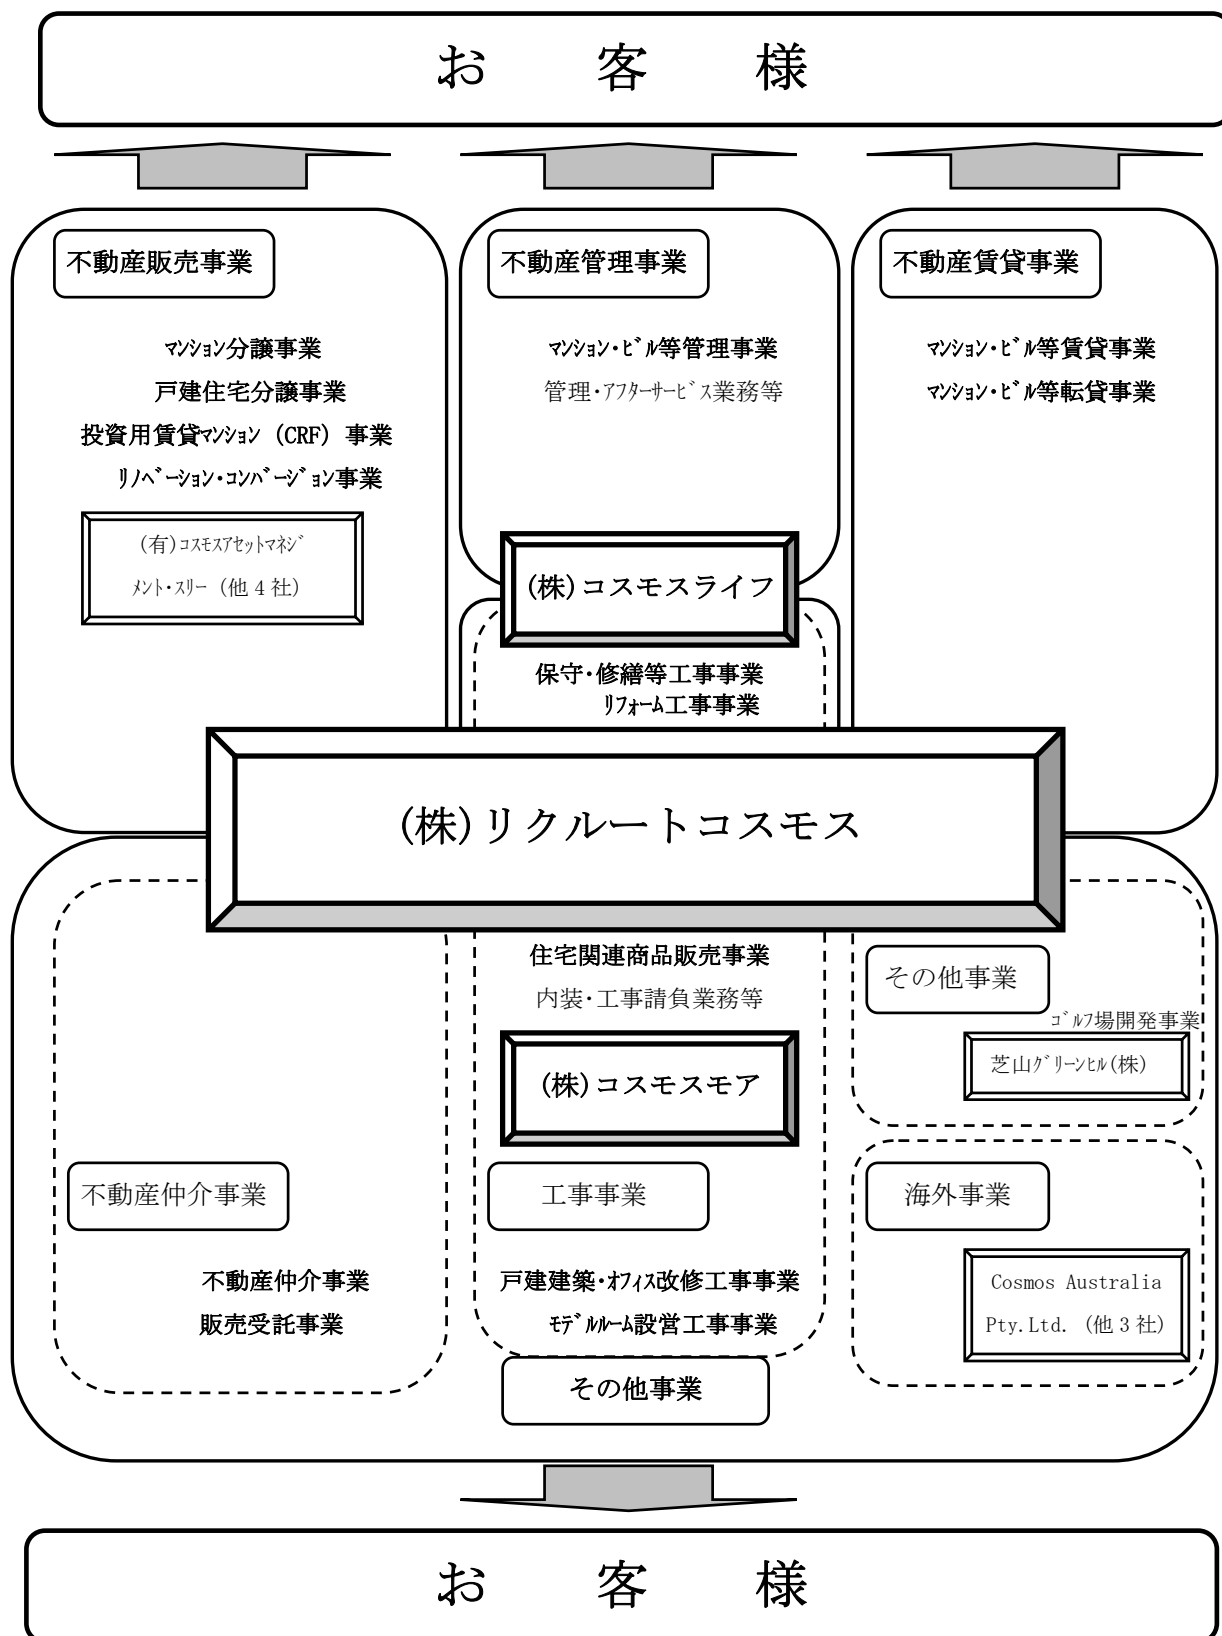 お 客 様
不動産販売事業
マンション分譲事業
戸建住宅分譲事業
投資用賃貸マンション（CRF）事業
リノベーション・コンバージョン事業
(有)コスモスアセットマネジ
メント・スリー（他４社）
不動産管理事業
マンション・ビル等管理事業
管理・アフターサービス業務等
(株)コスモスライフ
保守・修繕等工事事業
リフォーム工事事業
不動産賃貸事業
マンション・ビル等賃貸事業
マンション・ビル等転貸事業
(株)リクルートコスモス
不動産仲介事業
不動産仲介事業
販売受託事業
住宅関連商品販売事業
内装・工事請負業務等
(株)コスモスモア
工事事業
戸建建築・オフィス改修工事事業
モデルルーム設営工事事業
その他事業
その他事業
ゴルフ場開発事業
芝山グリーンヒル(株)
海外事業
Cosmos Australia
Pty.Ltd.（他３社）
お 客 様